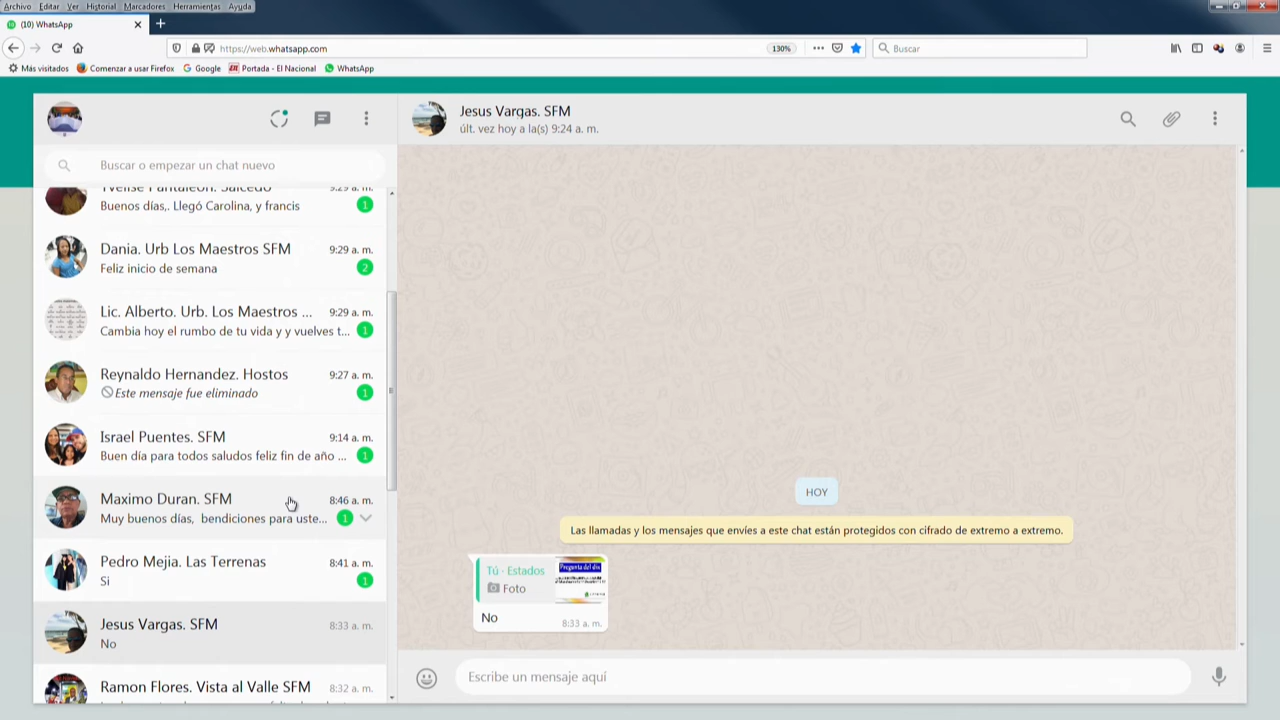 Archivo Editar Ver Historial Marcadores Herramientas Ayuda
(10) WhatsApp
https://web.whatsapp.com
130%
Buscar
Más visitados Comenzar a usar Firefox Google Portada - El Nacional WhatsApp
Jesus Vargas. SFM
últ. vez hoy a la(s) 9:24 a. m.
Buscar o empezar un chat nuevo
Yvelise Pantaleon. Salcedo 9:29 a. m.
Buenos días,. Llegó Carolina, y francis 1
Dania. Urb Los Maestros SFM 9:29 a. m.
Feliz inicio de semana 2
Lic. Alberto. Urb. Los Maestros ... 9:29 a. m.
Cambia hoy el rumbo de tu vida y y vuelves t... 1
Reynaldo Hernandez. Hostos 9:27 a. m.
Este mensaje fue eliminado 1
Israel Puentes. SFM 9:14 a. m.
Buen día para todos saludos feliz fin de año ... 1
Maximo Duran. SFM 8:46 a. m.
Muy buenos días, bendiciones para uste... 1
Pedro Mejia. Las Terrenas 8:41 a. m.
Si 1
Jesus Vargas. SFM 8:33 a. m.
No
Ramon Flores. Vista al Valle SFM 8:32 a. m.
HOY
Las llamadas y los mensajes que envíes a este chat están protegidos con cifrado de extremo a extremo.
Tú · Estados
Foto
Pregunta del día
No
8:33 a. m.
Escribe un mensaje aquí